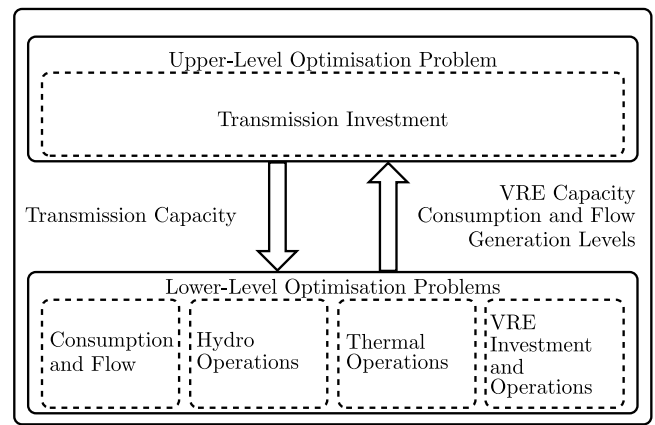 Upper-Level Optimisation Problem
Transmission Investment
Transmission Capacity
VRE Capacity
Consumption and Flow
Generation Levels
Lower-Level Optimisation Problems
Consumption
and Flow
Hydro
Operations
Thermal
Operations
VRE
Investment
and
Operations